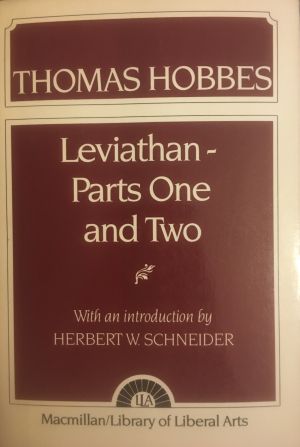 THOMAS HOBBES
Leviathan-
Parts One
and Two
With an introduction by
HERBERT W. SCHNEIDER
LLA
Macmillan/Library of Liberal Arts